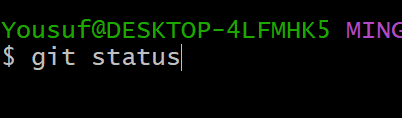 Yousuf@DESKTOP-4LFMHK5 MING
$ git status